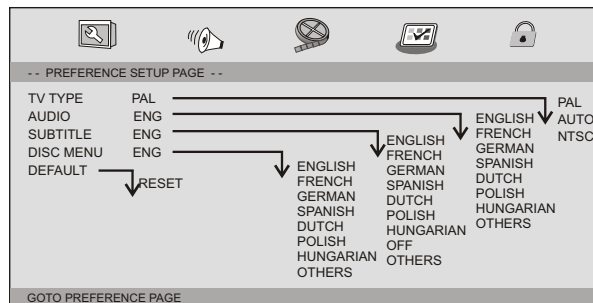 - - PREFERENCE SETUP PAGE - -
TV TYPE PAL
AUDIO ENG
SUBTITLE ENG
DISC MENU ENG
DEFAULT
RESET
ENGLISH
FRENCH
GERMAN
SPANISH
DUTCH
POLISH
HUNGARIAN
OTHERS
ENGLISH
FRENCH
GERMAN
SPANISH
DUTCH
POLISH
HUNGARIAN
OFF
OTHERS
ENGLISH
FRENCH
GERMAN
SPANISH
DUTCH
POLISH
HUNGARIAN
OTHERS
PAL
AUTO
NTSC
GOTO PREFERENCE PAGE